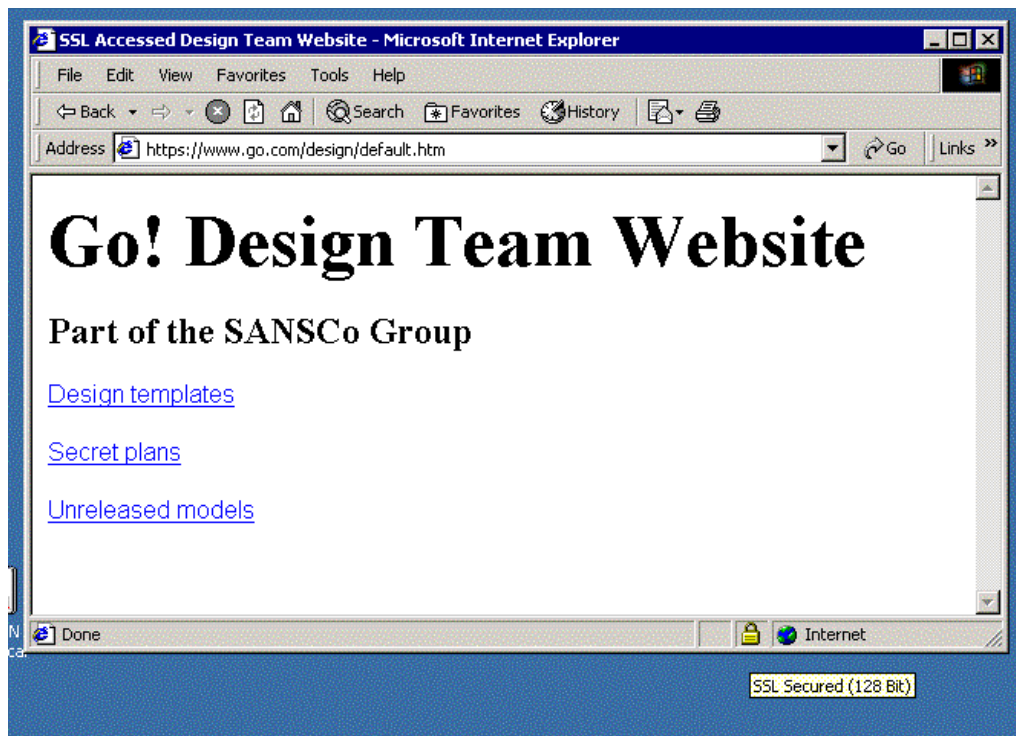 SSL Accessed Design Team Website - Microsoft Internet Explorer
File Edit View Favorites Tools Help
Back Search Favorites History
Address https://www.go.com/design/default.htm Go Links »
Go! Design Team Website
Part of the SANSCo Group
Design templates
Secret plans
Unreleased models
N
Done Internet
ca.
SSL Secured (128 Bit)